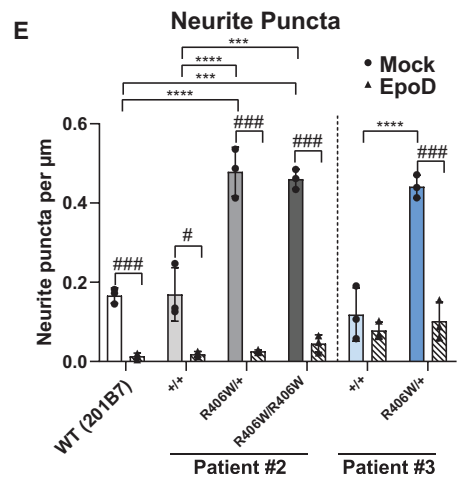 E
Neurite Puncta
***
****
***
****
Mock
EpoD
Neurite puncta per µm
0.6
0.4
0.2
0.0
###
#
###
###
****
###
WT (201B7)
+/+
R406W/+
R406W/R406W
+/+
R406W/+
Patient #2
Patient #3